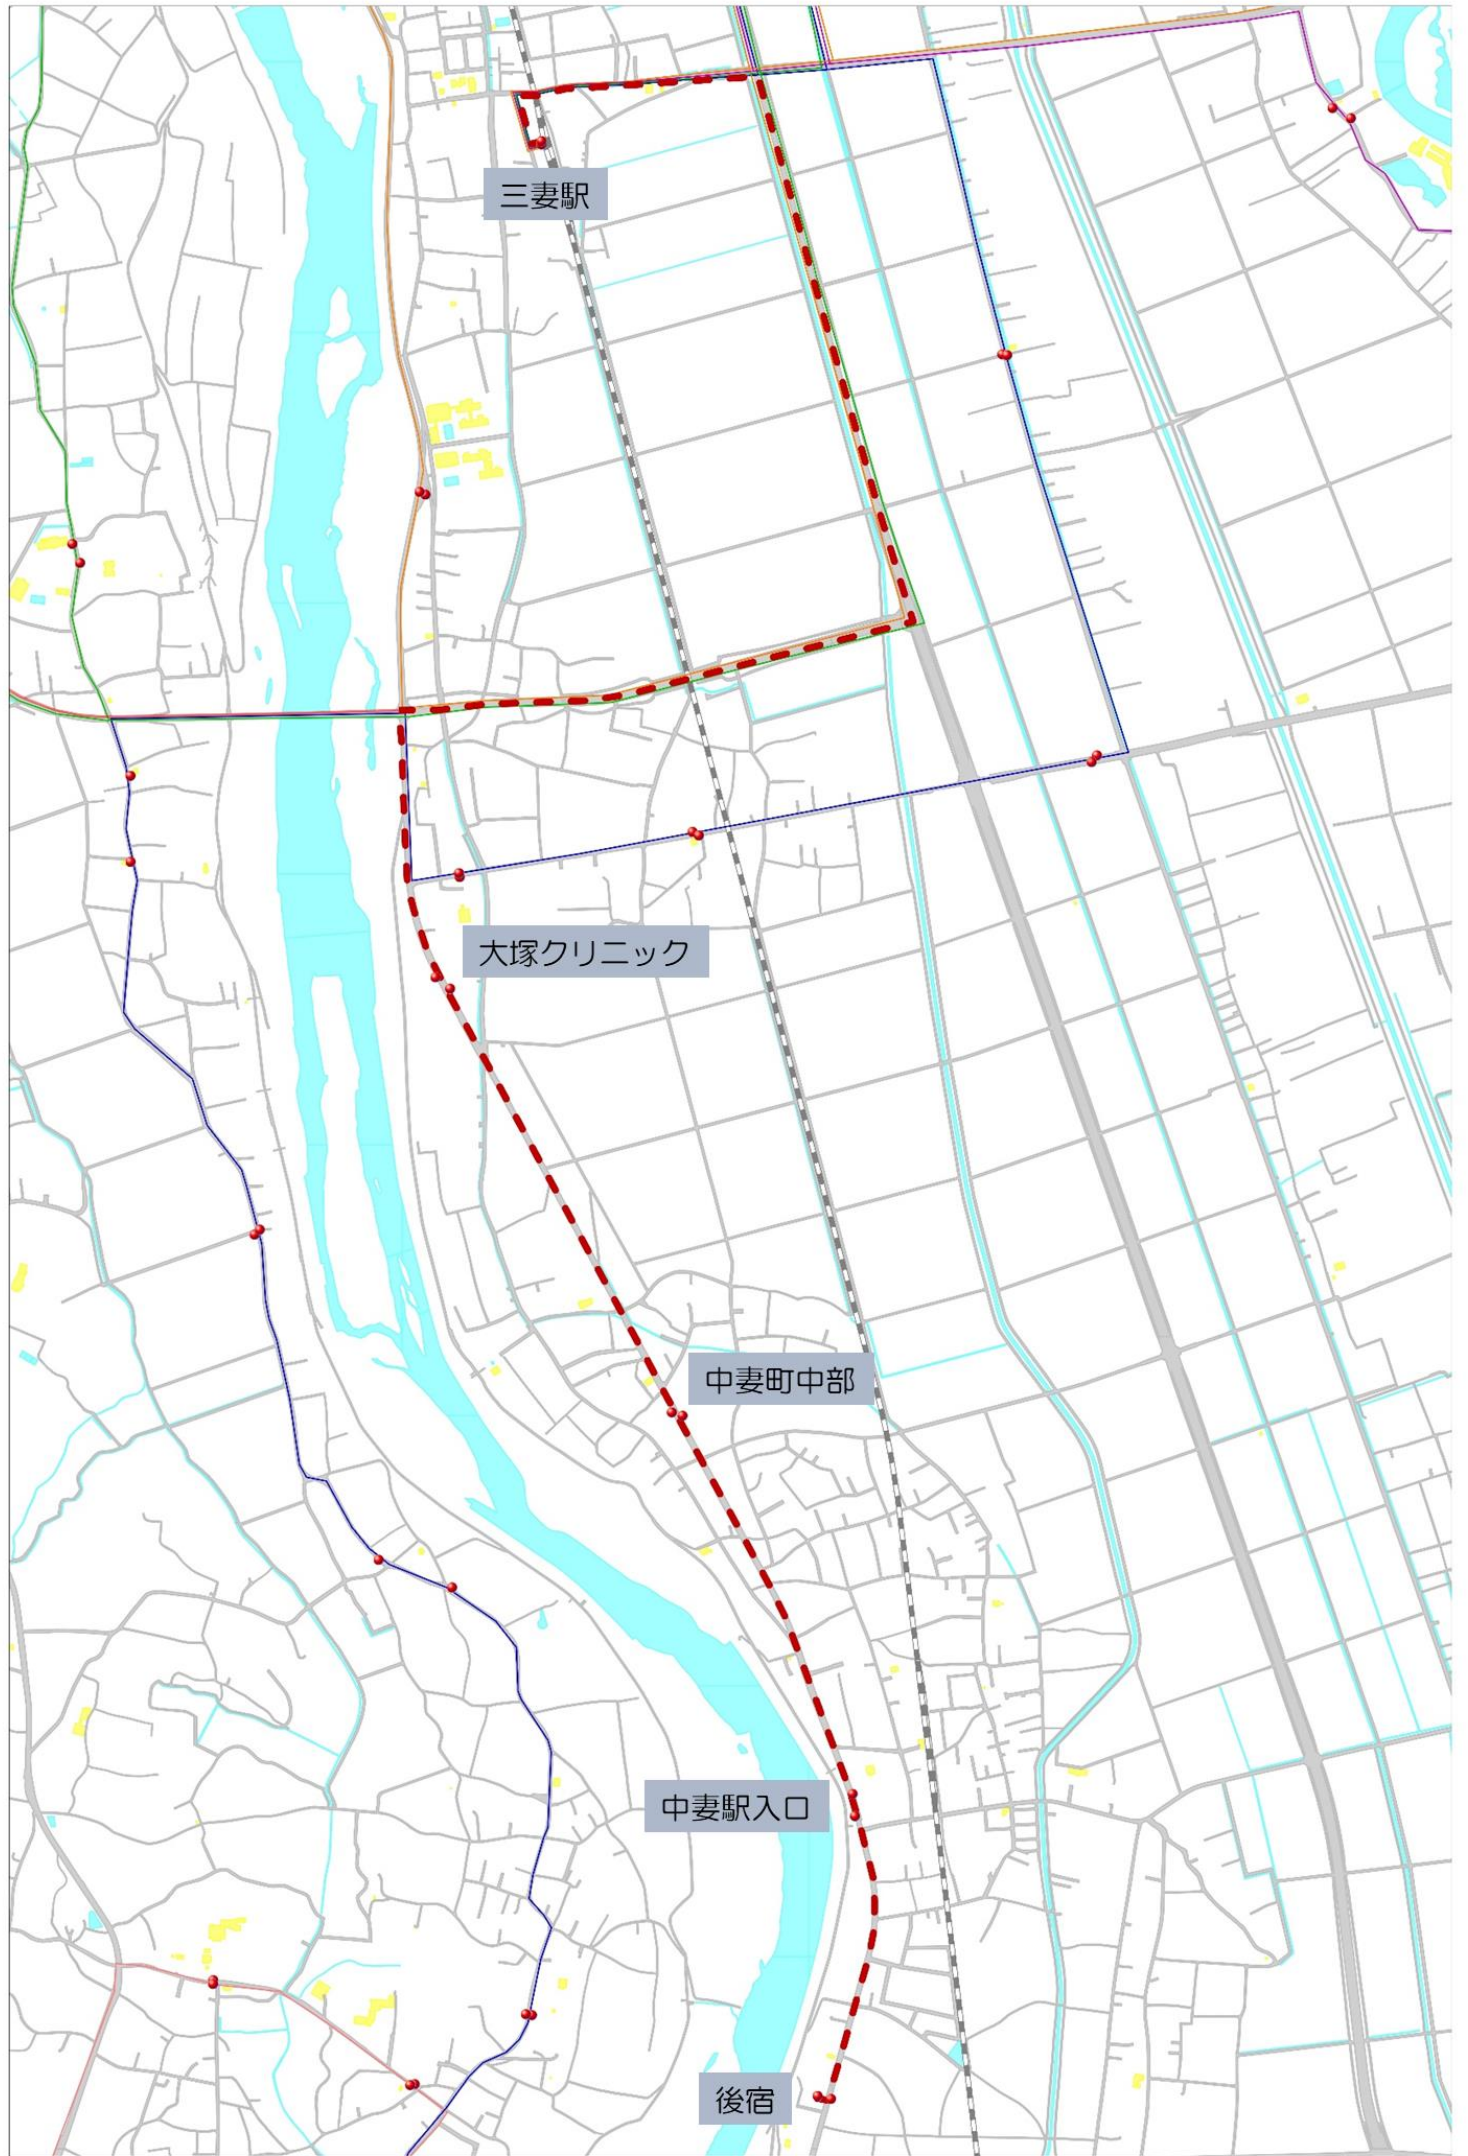 三妻駅
大塚クリニック
中妻町中部
中妻駅入口
後宿